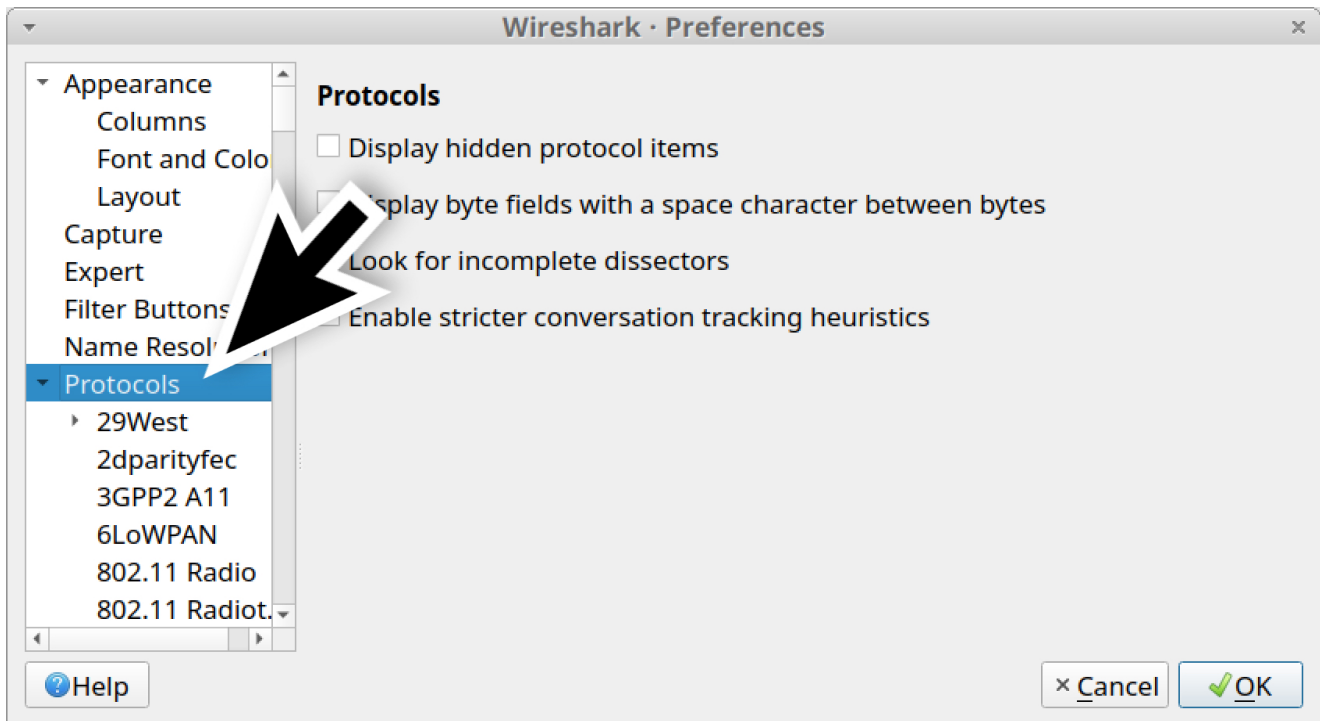 Wireshark · Preferences
Appearance
Columns
Font and Colo
Layout
Capture
Expert
Filter Buttons
Name
Protocols
29West
2dparityfec
3GPP2 A11
6LoWPAN
802.11 Radio
802.11 Radiot.
Protocols
Display hidden protocol items
Display byte fields with a space character between bytes
Look for incomplete dissectors
Enable stricter conversation tracking heuristics
Help
Cancel
OK